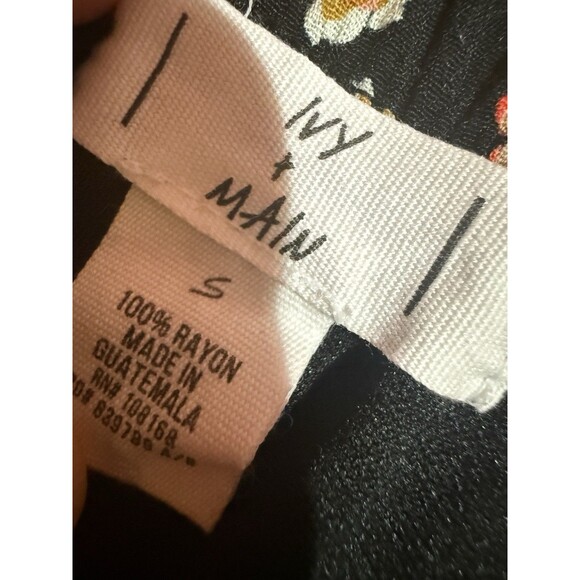 IVY
+
MAIN
S
100% RAYON
MADE IN
GUATEMALA
RN# 108168